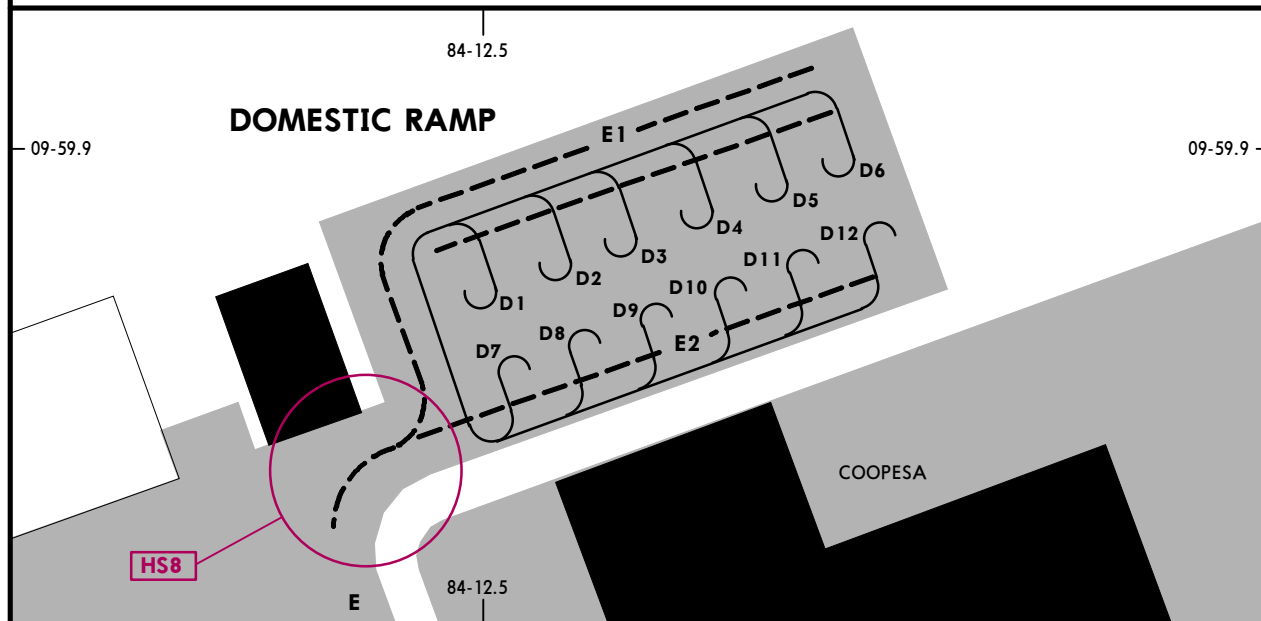 84-12.5
DOMESTIC RAMP
E1
09-59.9
09-59.9
D6
D5
D4
D12
D3
D11
D2
D10
D1
D9
D8
E2
D7
COOPESA
HS8
84-12.5
E